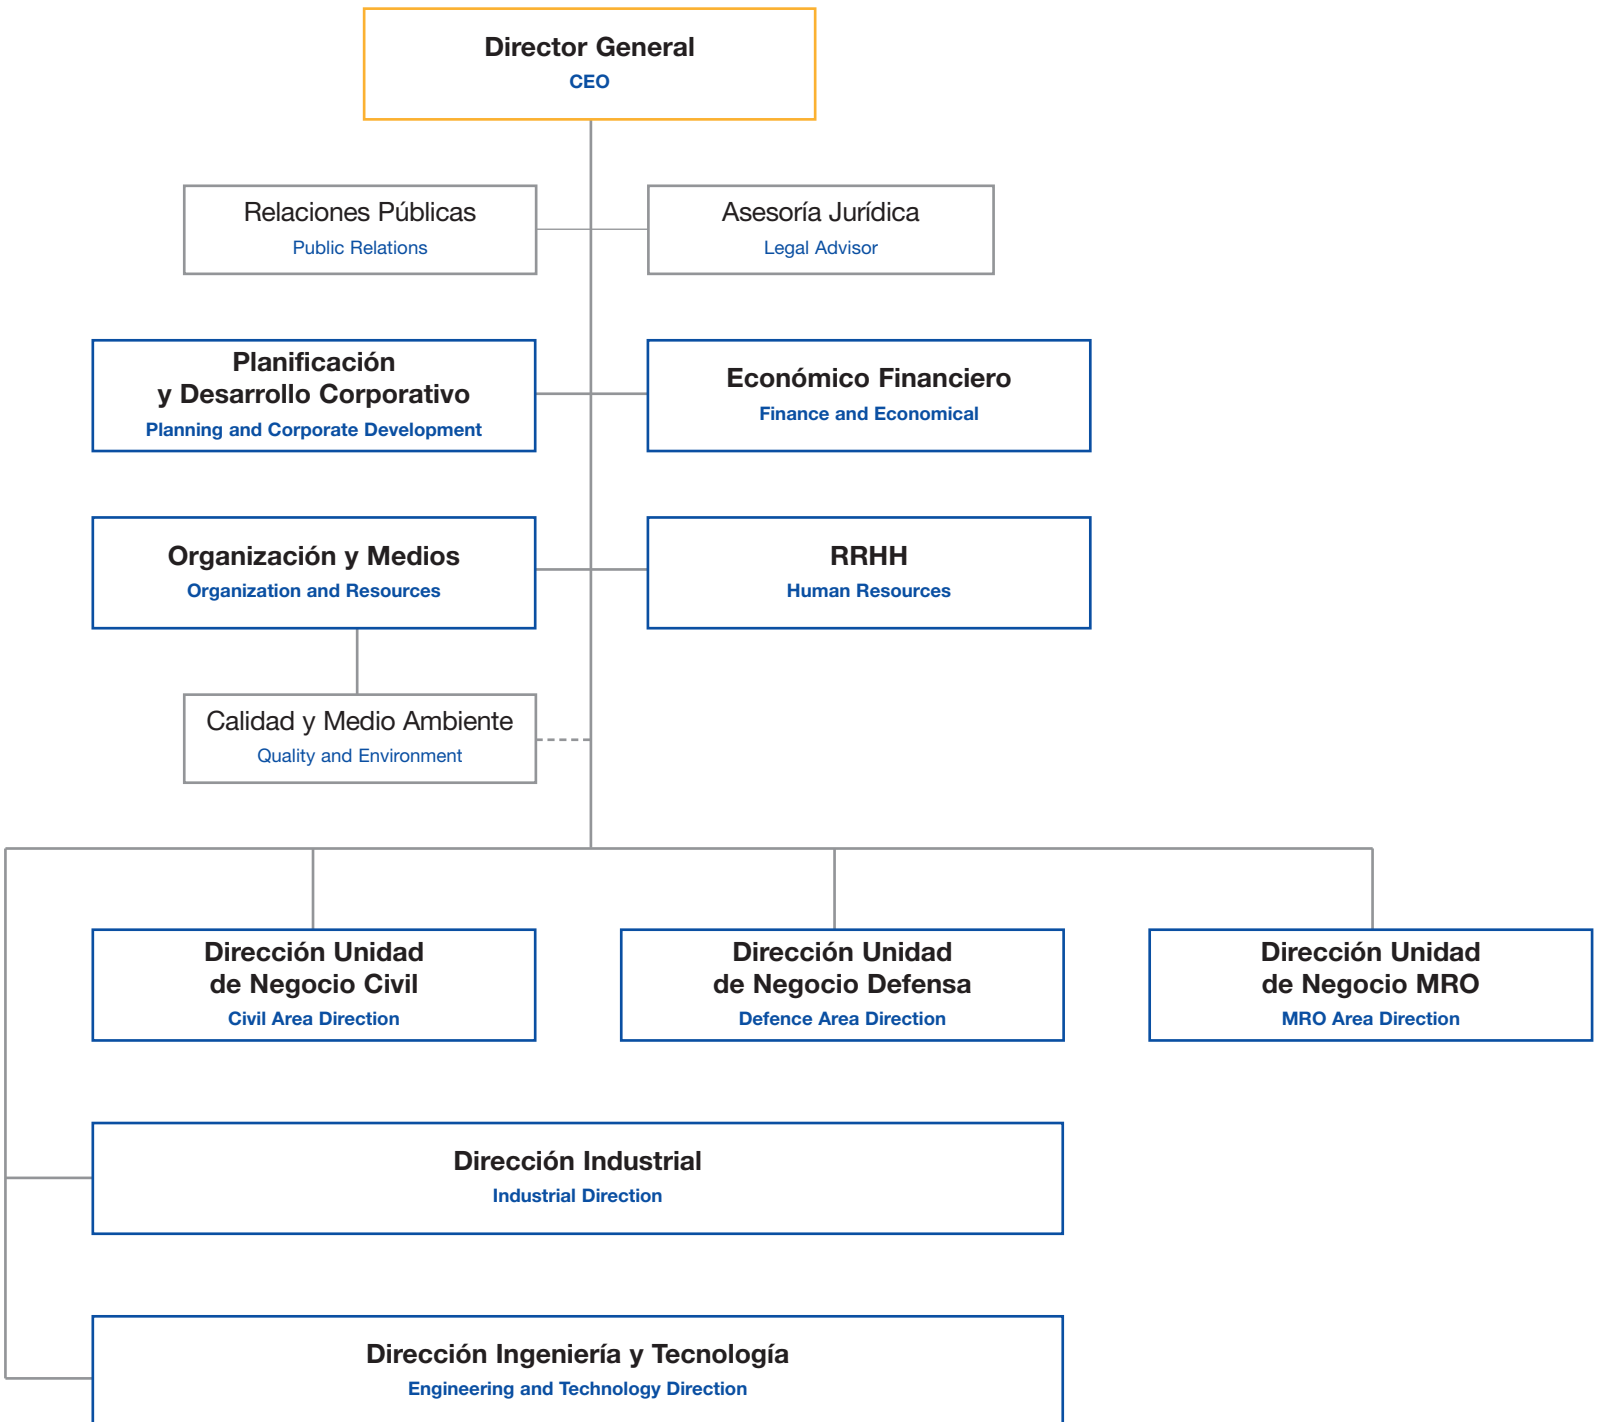 Director General
CEO
Relaciones Públicas
Public Relations
Asesoría Jurídica
Legal Advisor
Planificación
y Desarrollo Corporativo
Planning and Corporate Development
Económico Financiero
Finance and Economical
Organización y Medios
Organization and Resources
RRHH
Human Resources
Calidad y Medio Ambiente
Quality and Environment
Dirección Unidad
de Negocio Civil
Civil Area Direction
Dirección Unidad
de Negocio Defensa
Defence Area Direction
Dirección Unidad
de Negocio MRO
MRO Area Direction
Dirección Industrial
Industrial Direction
Dirección Ingeniería y Tecnología
Engineering and Technology Direction